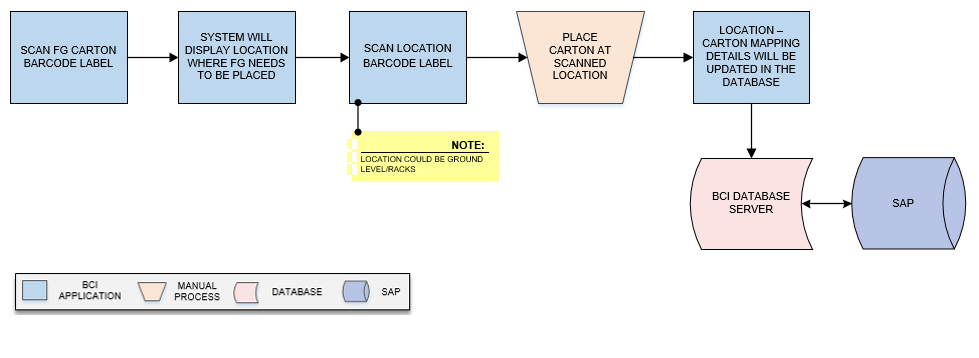 SCAN FG CARTON
BARCODE LABEL
SYSTEM WILL
DISPLAY LOCATION
WHERE FG NEEDS
TO BE PLACED
SCAN LOCATION
BARCODE LABEL
PLACE
CARTON AT
SCANNED
LOCATION
LOCATION –
CARTON MAPPING
DETAILS WILL BE
UPDATED IN THE
DATABASE
NOTE:
LOCATION COULD BE GROUND
LEVEL/RACKS
BCI DATABASE
SERVER
SAP
BCI
APPLICATION
MANUAL
PROCESS
DATABASE
SAP